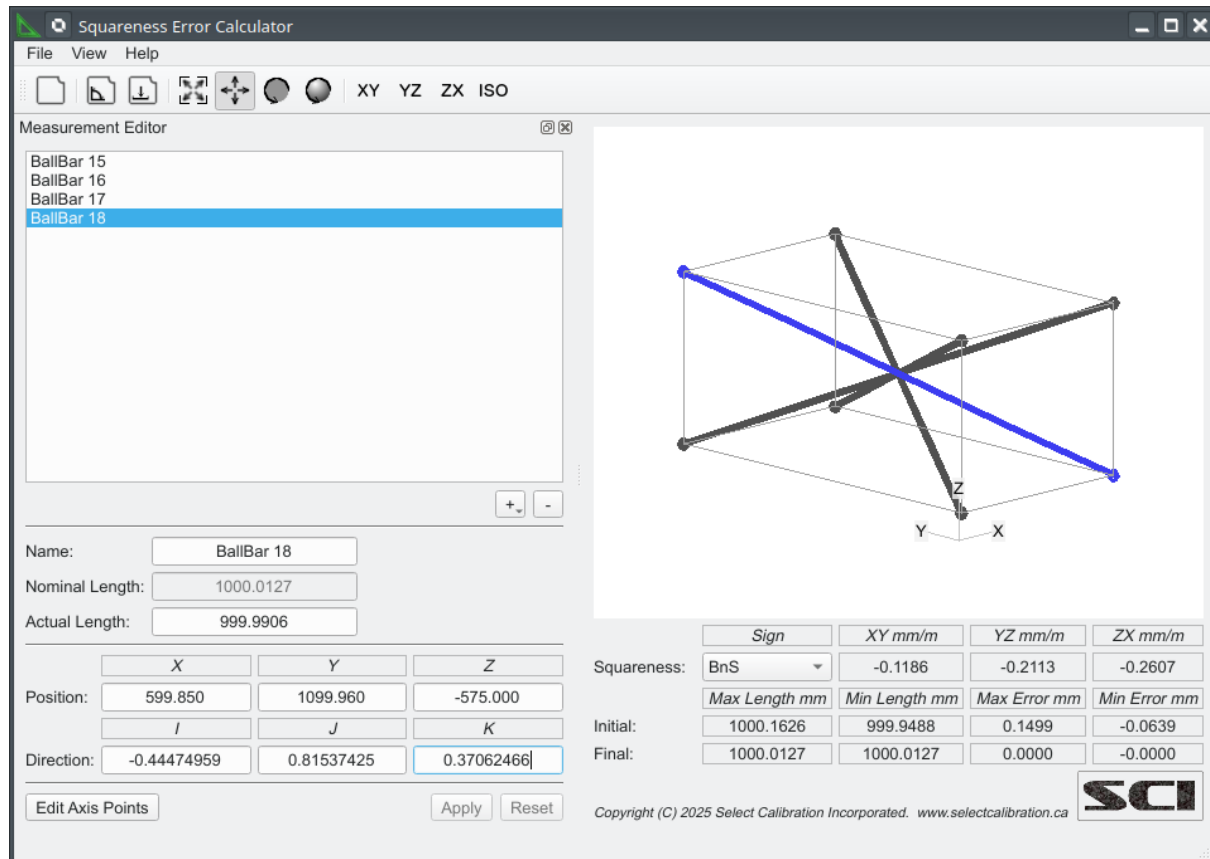 Squareness Error Calculator
File View Help
XY YZ ZX ISO
Measurement Editor
BallBar 15
BallBar 16
BallBar 17
BallBar 18
+ -
Name: BallBar 18
Nominal Length: 1000.0127
Actual Length: 999.9906
X Y Z
Position: 599.850 1099.960 -575.000
I J K
Direction: -0.44474959 0.81537425 0.37062466
Edit Axis Points Apply Reset
Z
Y X
Sign XY mm/m YZ mm/m ZX mm/m
Squareness: BnS -0.1186 -0.2113 -0.2607
Max Length mm Min Length mm Max Error mm Min Error mm
Initial: 1000.1626 999.9488 0.1499 -0.0639
Final: 1000.0127 1000.0127 0.0000 -0.0000
Copyright (C) 2025 Select Calibration Incorporated. www.selectcalibration.ca
SCI